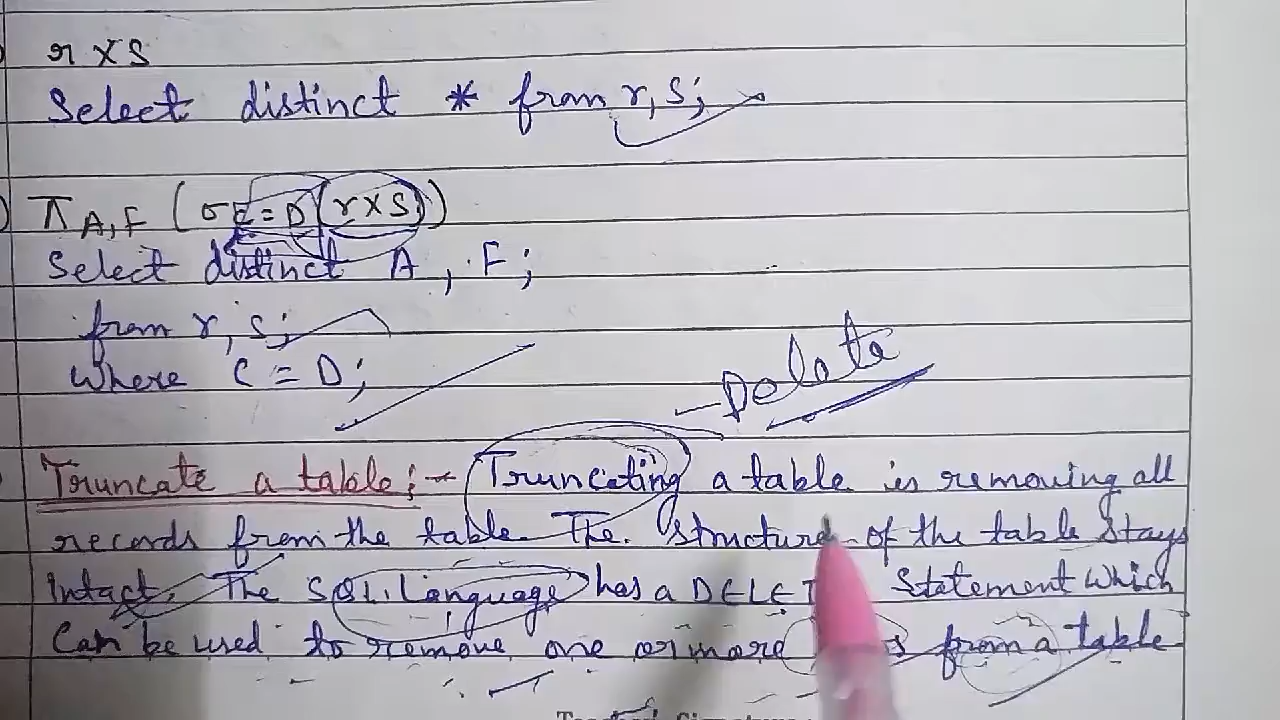 r x s
Select distinct * from r, s;
π A, F (σ C = D (r x s))
Select distinct A, F;
from r, s;
Where C = D;
Delete
Truncate a table :- Truncating a table is removing all
records from the table. The structure of the table stays
Intact. The SQL Language has a DELET Statement which
Can be used to remove one or more from a table